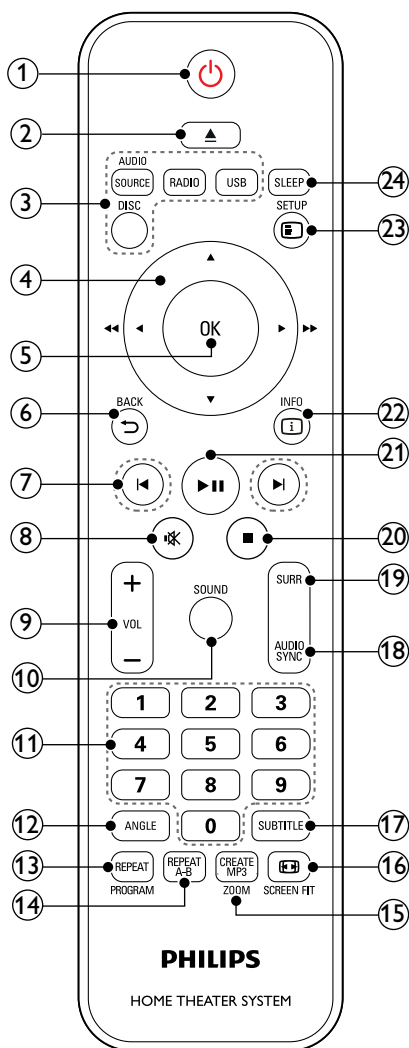 1
2
AUDIO
SOURCE RADIO USB SLEEP 24
3 DISC SETUP 23
4
OK
5
6 BACK INFO 22
21
7
8 20
+ SURR 19
9 VOL SOUND
− AUDIO SYNC 18
10
1 2 3
11 4 5 6
7 8 9
12 ANGLE 0 SUBTITLE 17
13 REPEAT REPEAT A-B CREATE MP3 16
PROGRAM 14 ZOOM SCREEN FIT
15
PHILIPS
HOME THEATER SYSTEM